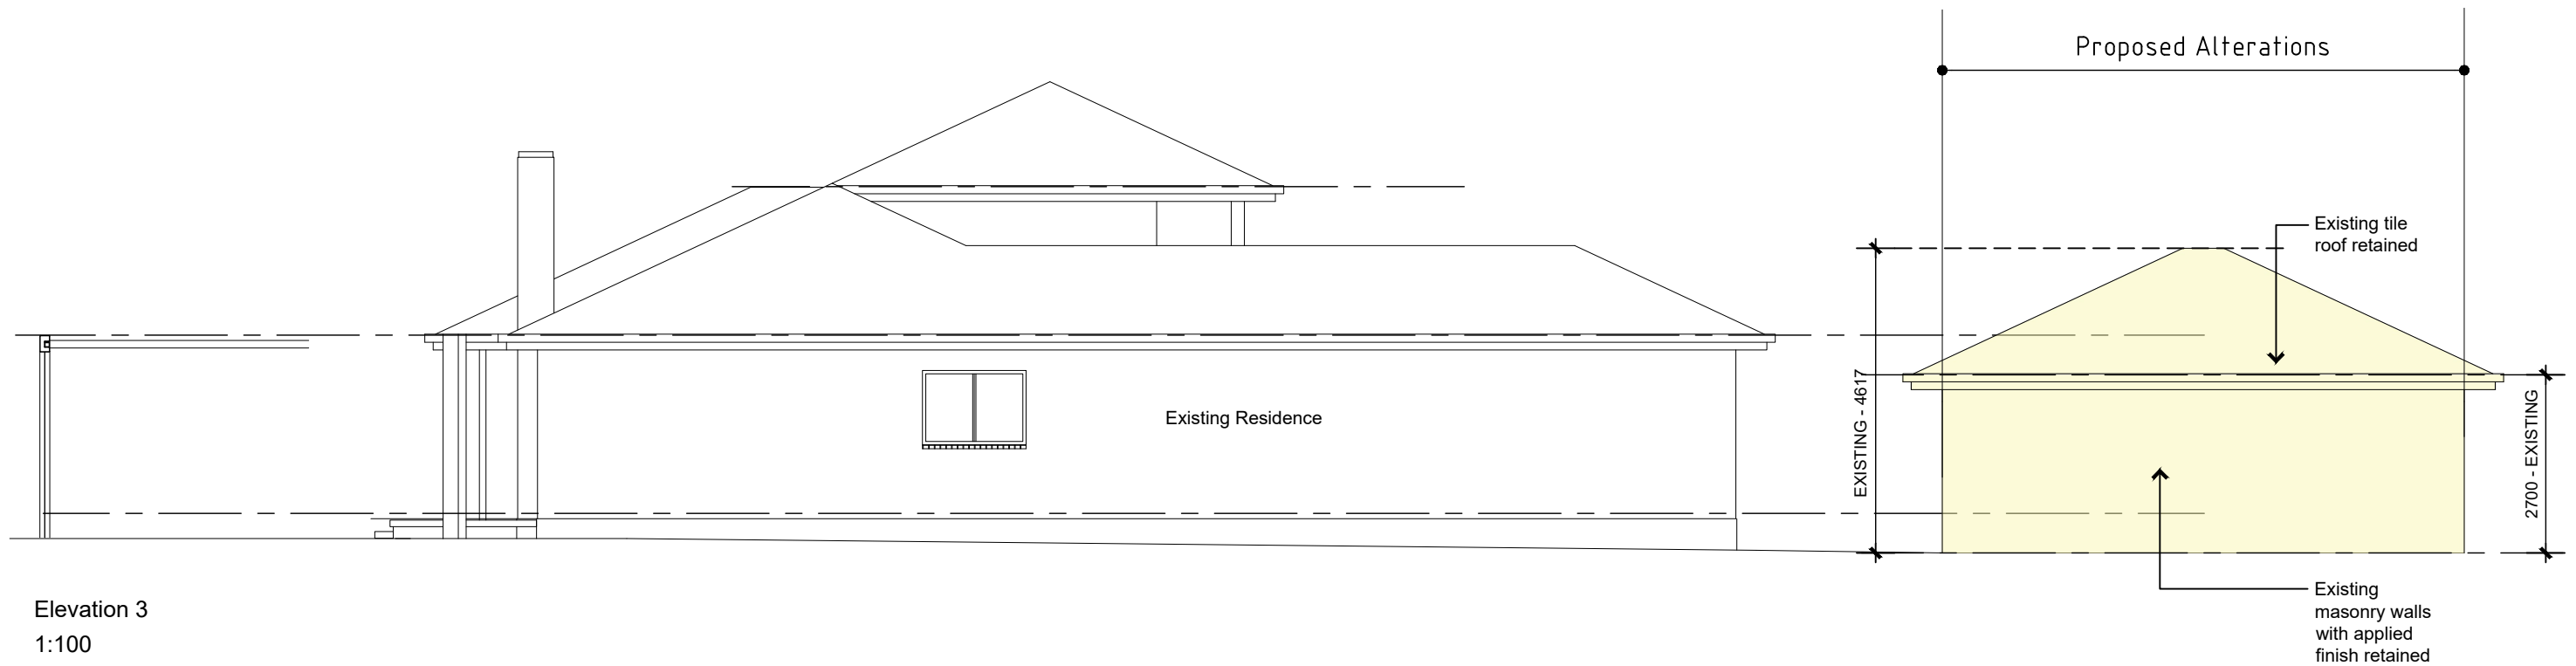 Proposed Alterations
Existing tile
roof retained
EXISTING - 4617
2700 - EXISTING
Existing Residence
Existing
masonry walls
with applied
finish retained
Elevation 3
1:100